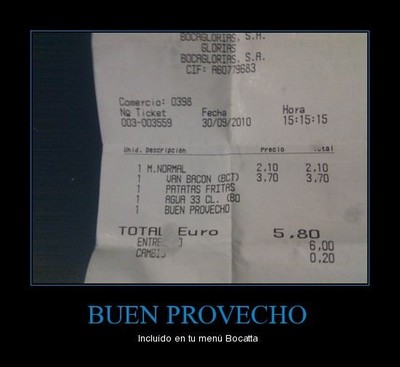 BOCAGLORIAS, S.A.
GLORIAS
BOCAGLORIAS, S.A.
CIF: A60779683
Comercio: 0398
No Ticket Fecha Hora
003-003559 30/09/2010 15:15:15
Unid. Descripción Precio Total
1 M.NORMAL 2.10 2.10
1 VAN BACON (BCT) 3.70 3.70
1 PATATAS FRITAS
1 AGUA 33 CL. (BO
1 BUEN PROVECHO
TOTAL Euro 5,80
6,00
0,20
BUEN PROVECHO
Incluído en tu menú Bocatta